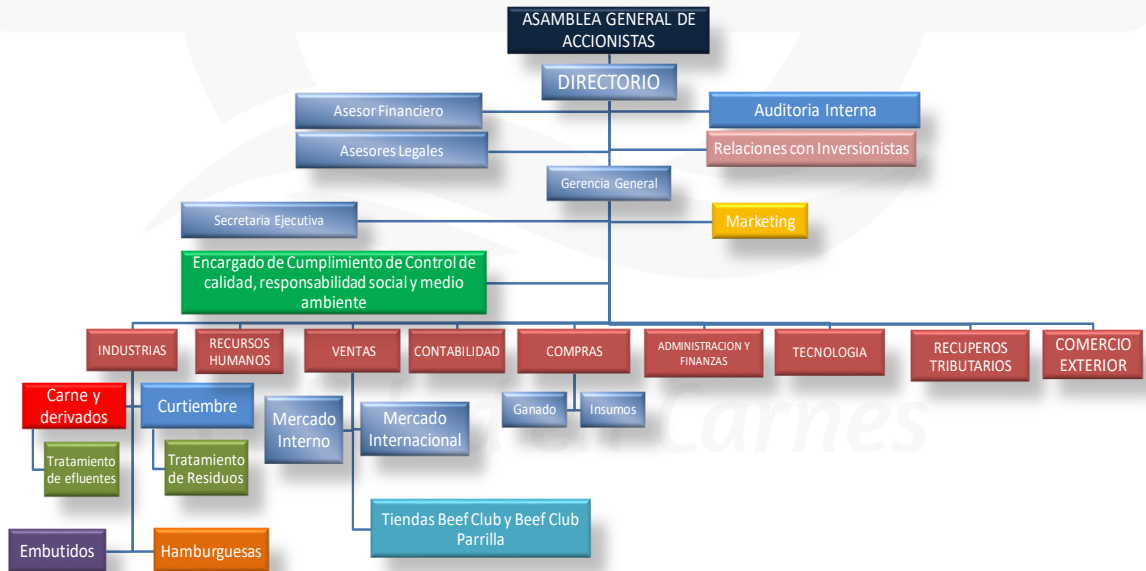 ASAMBLEA GENERAL DE
ACCIONISTAS
DIRECTORIO
Asesor Financiero
Auditoria Interna
Asesores Legales
Relaciones con Inversionistas
Gerencia General
Secretaria Ejecutiva
Marketing
Encargado de Cumplimiento de Control de
calidad, responsabilidad social y medio
ambiente
INDUSTRIAS
RECURSOS
HUMANOS
VENTAS
CONTABILIDAD
COMPRAS
ADMINISTRACION Y
FINANZAS
TECNOLOGIA
RECUPEROS
TRIBUTARIOS
COMERCIO
EXTERIOR
Carne y
derivados
Curtiembre
Mercado
Interno
Mercado
Internacional
Ganado
Insumos
Tratamiento
de efluentes
Tratamiento
de Residuos
en Carnes
Tiendas Beef Club y Beef Club
Parrilla
Embutidos
Hamburguesas